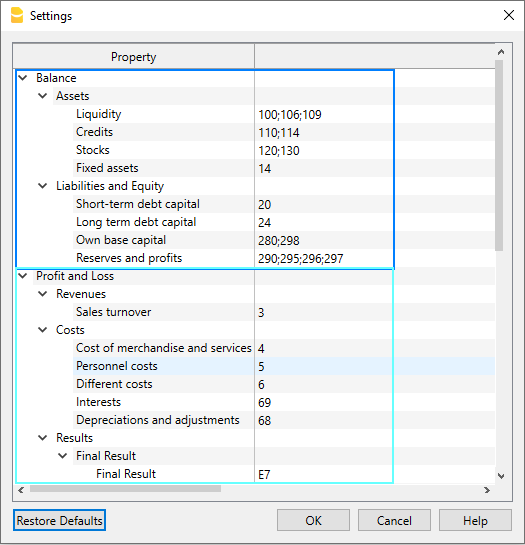 Settings
Property
Balance
Assets
Liquidity 100;106;109
Credits 110;114
Stocks 120;130
Fixed assets 14
Liabilities and Equity
Short-term debt capital 20
Long term debt capital 24
Own base capital 280;298
Reserves and profits 290;295;296;297
Profit and Loss
Revenues
Sales turnover 3
Costs
Cost of merchandise and services 4
Personnel costs 5
Different costs 6
Interests 69
Depreciations and adjustments 68
Results
Final Result
Final Result E7
Restore Defaults OK Cancel Help